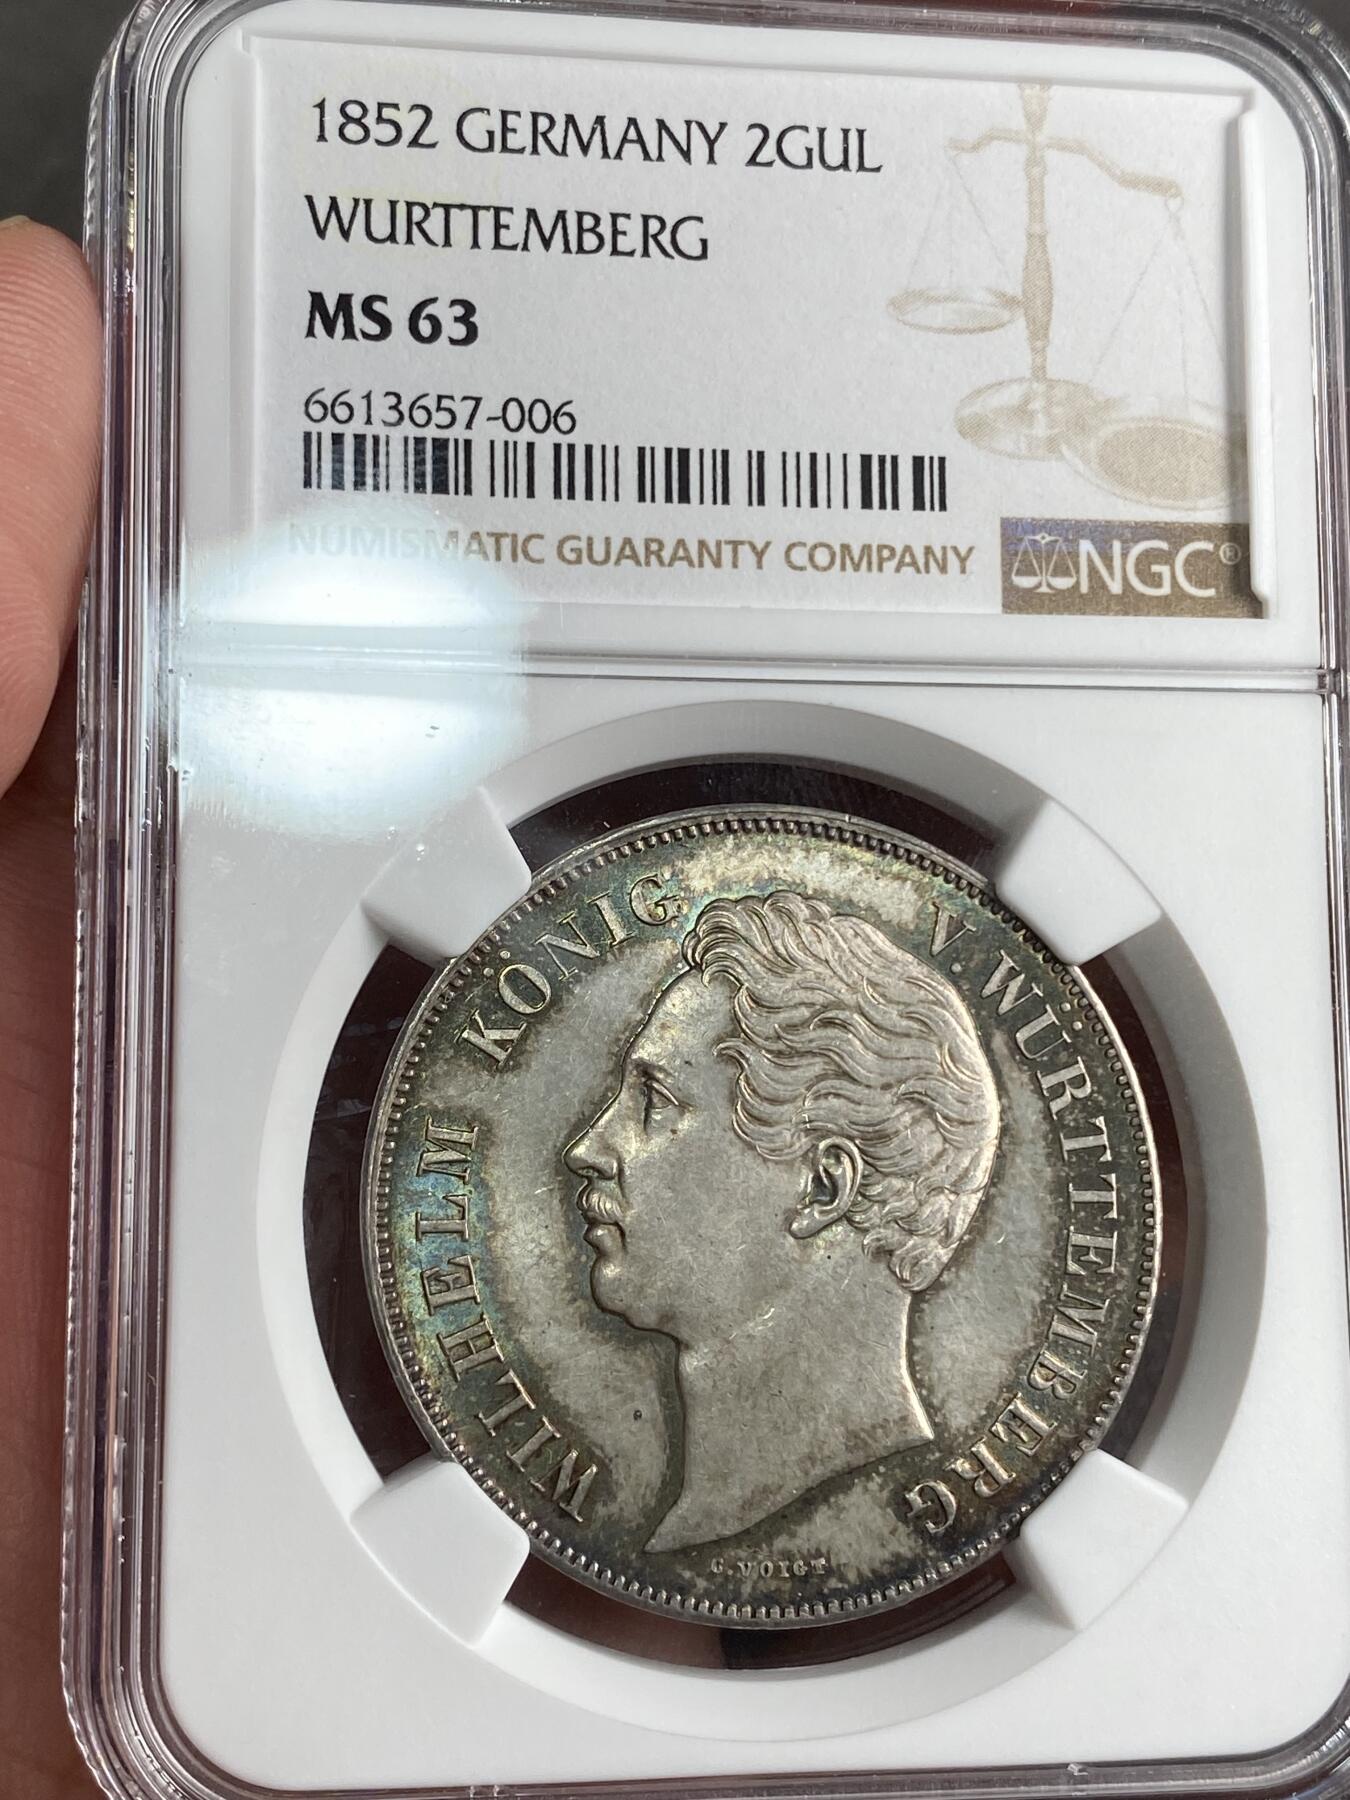 1852 GERMANY 2GUL
WURTTEMBERG
MS 63
6613657-006
NUMISMATIC GUARANTY COMPANY
NGC®
WILHELM KÖNIG V. WÜRTTEMBERG
C. VOIGT